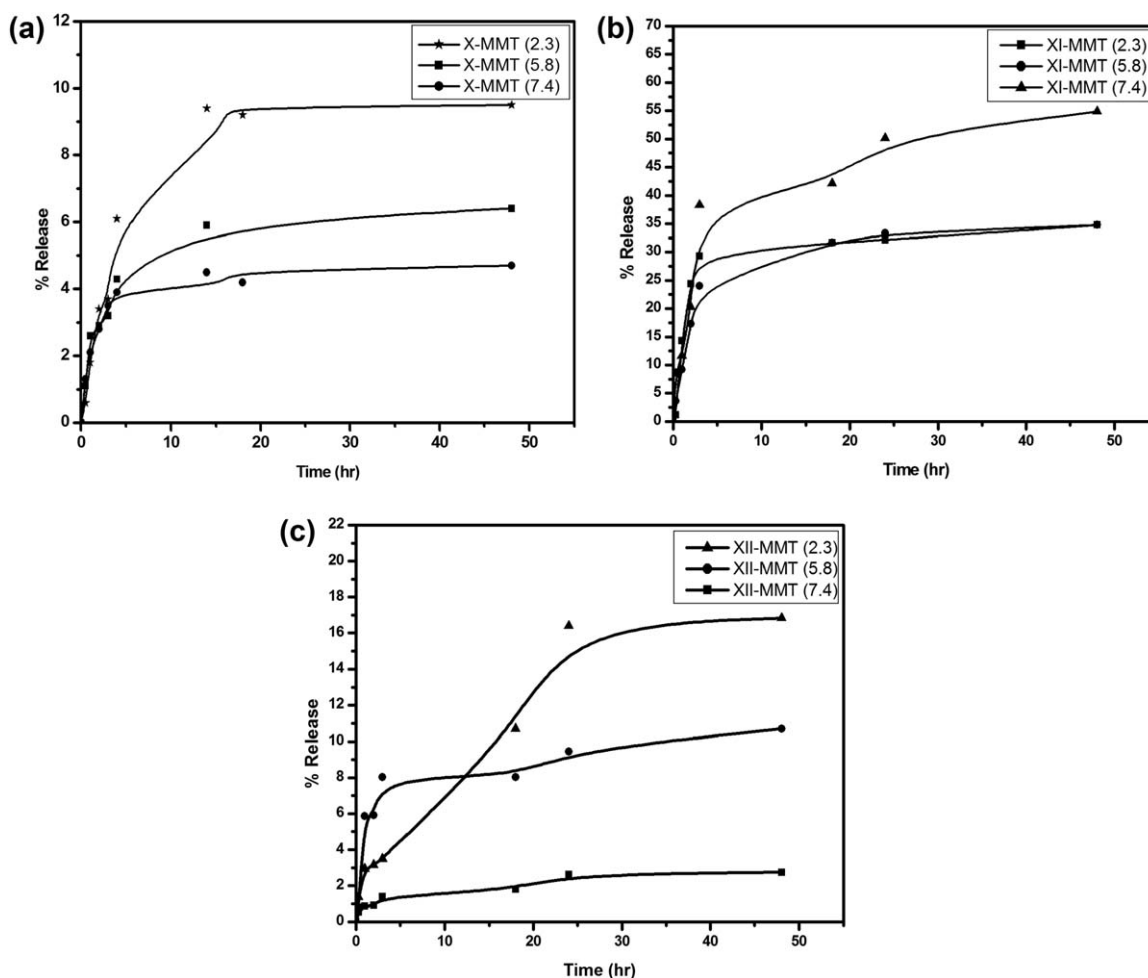 (a)
X-MMT (2.3)
X-MMT (5.8)
X-MMT (7.4)
12
10
8
6
4
2
0
% Release
0
10
20
30
40
50
Time (hr)
(b)
XI-MMT (2.3)
XI-MMT (5.8)
XI-MMT (7.4)
70
65
60
55
50
45
40
35
30
25
20
15
10
5
0
% Release
0
10
20
30
40
50
Time (hr)
(c)
XII-MMT (2.3)
XII-MMT (5.8)
XII-MMT (7.4)
22
20
18
16
14
12
10
8
6
4
2
0
% Release
0
10
20
30
40
50
Time (hr)